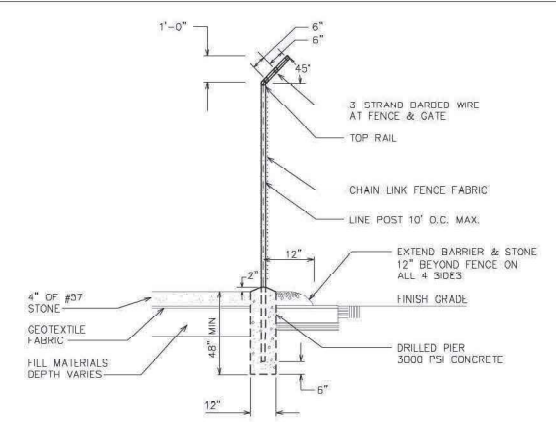 1'-0"
6"
6"
45°
3 STRAND BARBED WIRE
AT FENCE & GATE
TOP RAIL
CHAIN LINK FENCE FABRIC
LINE POST 10' O.C. MAX.
12"
EXTEND BARRIER & STONE
12" BEYOND FENCE ON
ALL 4 SIDES
2"
4" OF #57
STONE
FINISH GRADE
GEOTEXTILE
FABRIC
48" MIN
DRILLED PIER
3000 PSI CONCRETE
FILL MATERIALS
DEPTH VARIES
6"
12"